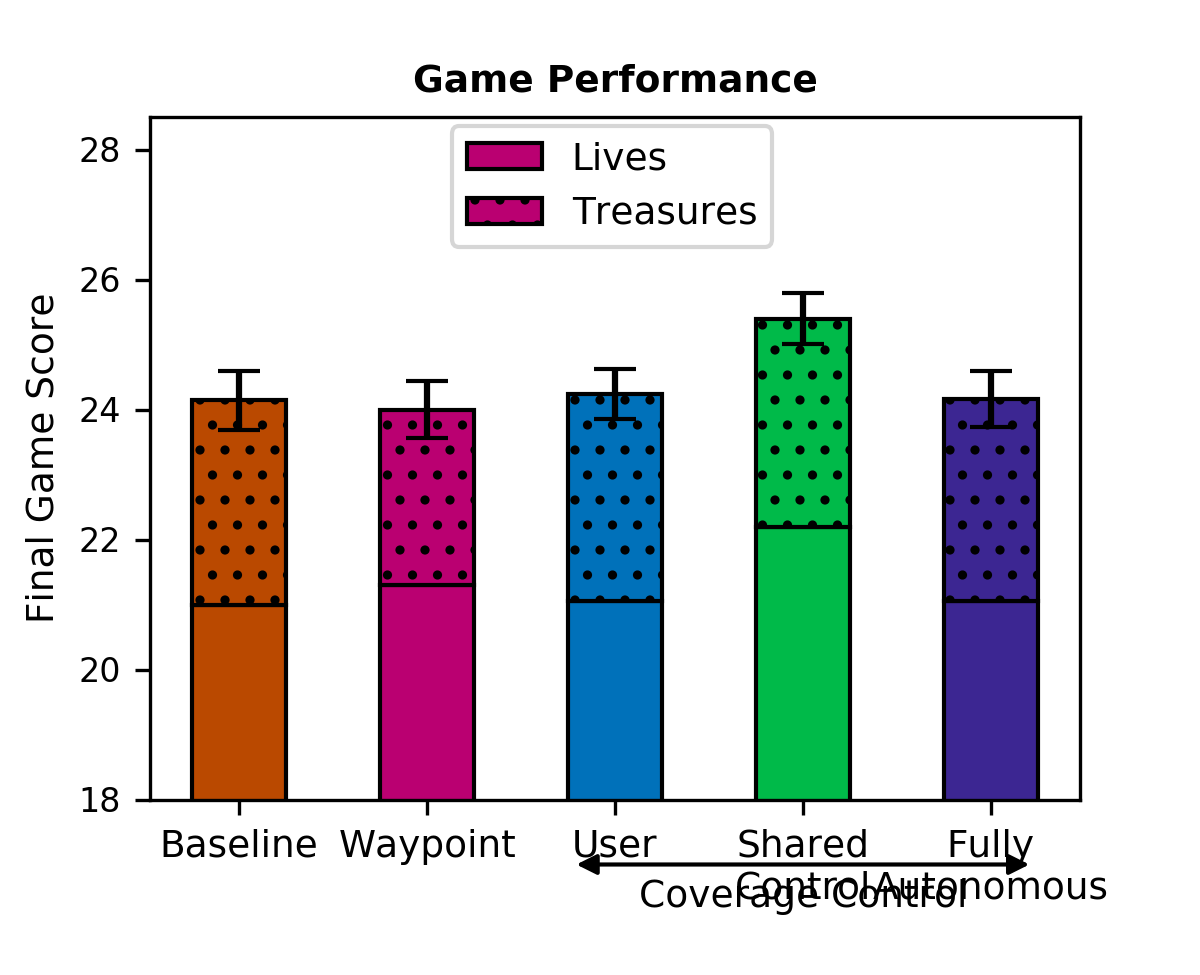 Game Performance
Lives
Treasures
Final Game Score
28
26
24
22
20
18
Baseline Waypoint User Shared Fully
Control Autonomous
Coverage Control